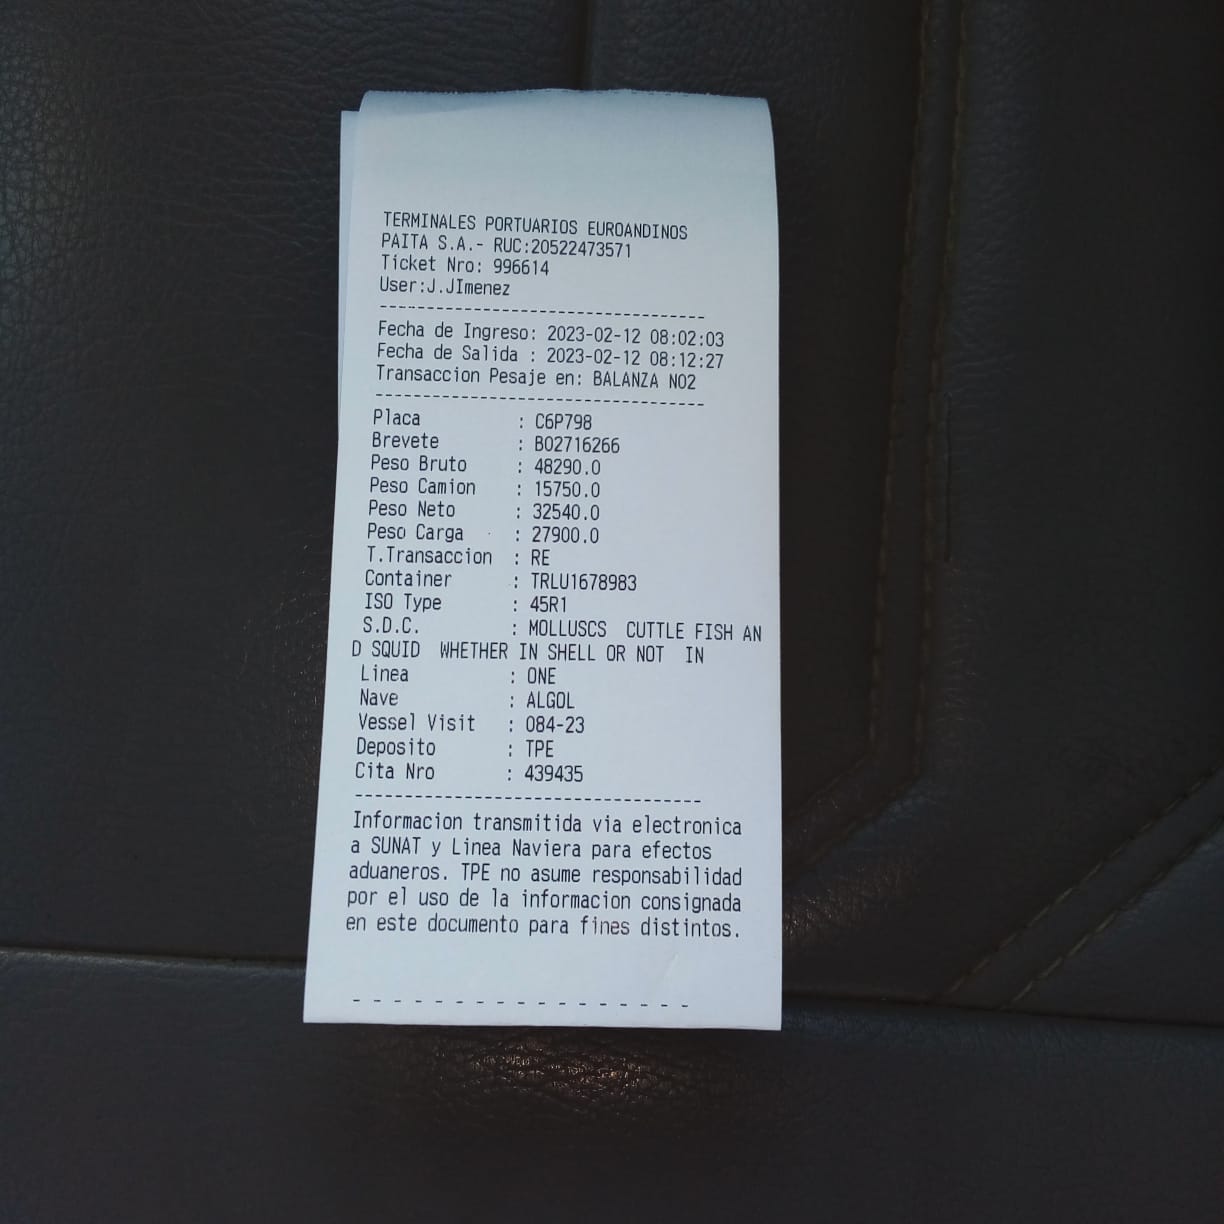 TERMINALES PORTUARIOS EUROANDINOS
PAITA S.A.- RUC:20522473571
Ticket Nro: 996614
User:J.JImenez
----------------------------------
Fecha de Ingreso: 2023-02-12 08:02:03
Fecha de Salida : 2023-02-12 08:12:27
Transaccion Pesaje en: BALANZA NO2
----------------------------------
Placa : C6P798
Brevete : B02716266
Peso Bruto : 48290.0
Peso Camion : 15750.0
Peso Neto : 32540.0
Peso Carga : 27900.0
T.Transaccion : RE
Container : TRLU1678983
ISO Type : 45R1
S.D.C. : MOLLUSCS CUTTLE FISH AN
D SQUID WHETHER IN SHELL OR NOT IN
Linea : ONE
Nave : ALGOL
Vessel Visit : 084-23
Deposito : TPE
Cita Nro : 439435
----------------------------------
Informacion transmitida via electronica
a SUNAT y Linea Naviera para efectos
aduaneros. TPE no asume responsabilidad
por el uso de la informacion consignada
en este documento para fines distintos.
- - - - - - - - - - - - - - - - -